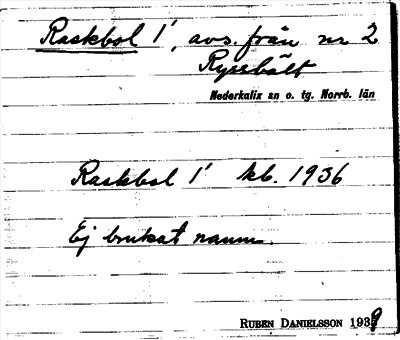 Raskbol 1', avs. från nr 2
Ryssbält
Nederkalix sn o. tg. Norrb. län
Raskbol 1' kb. 1936
Ej brukat namn.
RUBEN DANIELSSON 1939